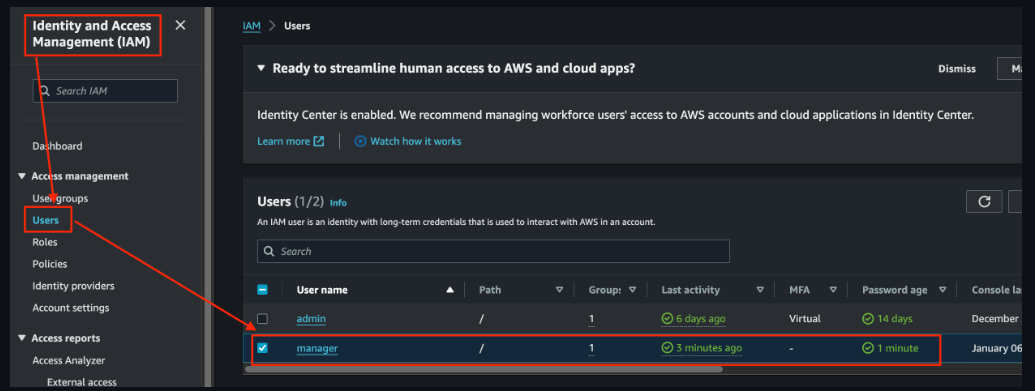 Identity and Access
Management (IAM)
Search IAM
Dashboard
Access management
User groups
Users
Roles
Policies
Identity providers
Account settings
Access reports
Access Analyzer
External access
IAM > Users
Ready to streamline human access to AWS and cloud apps?
Dismiss
Identity Center is enabled. We recommend managing workforce users' access to AWS accounts and cloud applications in Identity Center.
Learn more
Watch how it works
Users (1/2) Info
An IAM user is an identity with long-term credentials that is used to interact with AWS in an account.
Search
User name Path Group: Last activity MFA Password age Console la
admin / 1 6 days ago Virtual 14 days December
manager / 1 3 minutes ago - 1 minute January 06